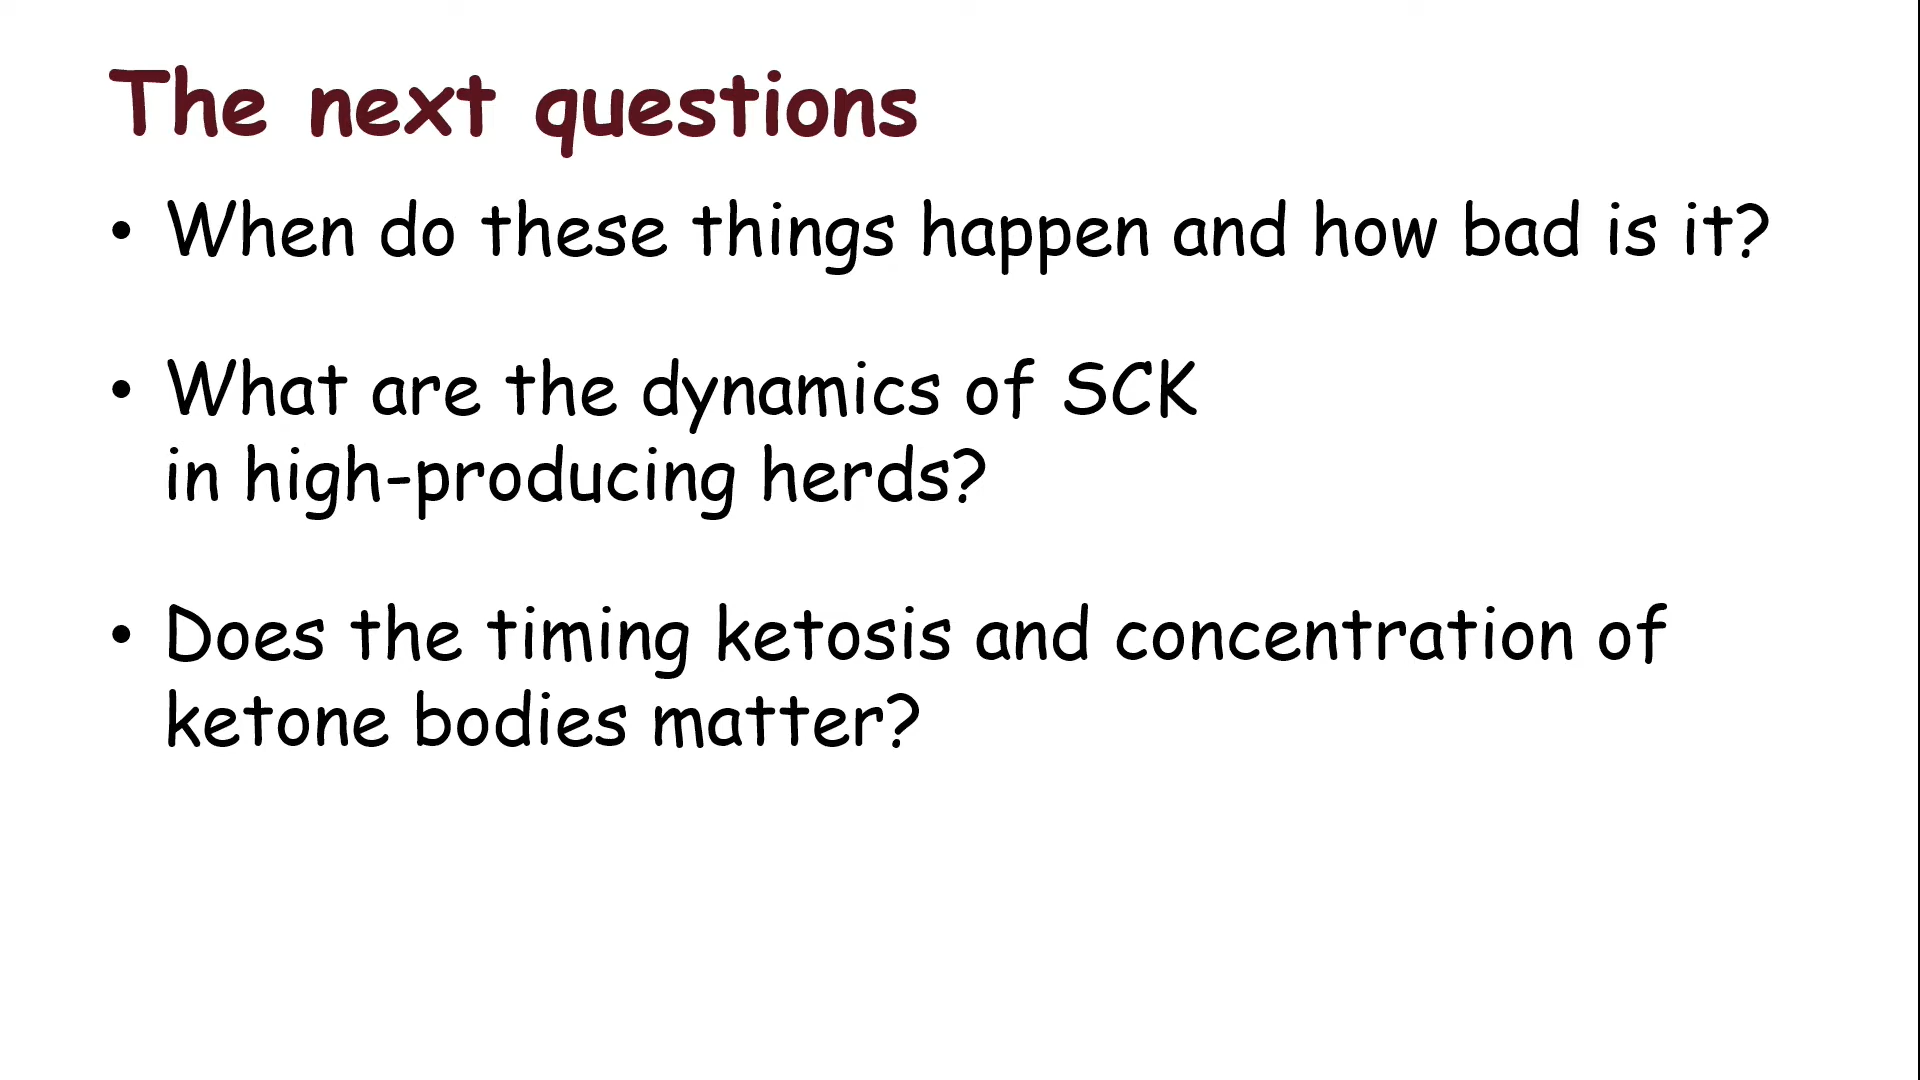 The next questions
• When do these things happen and how bad is it?
• What are the dynamics of SCK
in high-producing herds?
• Does the timing ketosis and concentration of
ketone bodies matter?